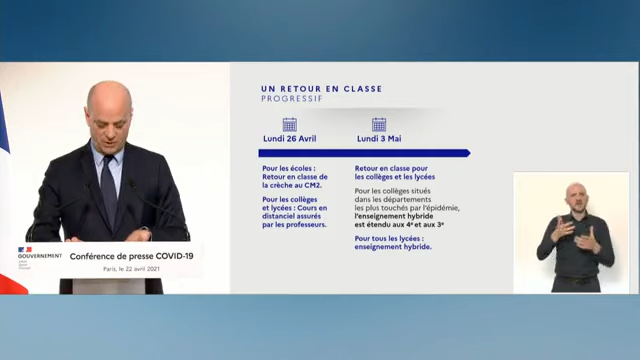 UN RETOUR EN CLASSE
PROGRESSIF
Lundi 26 Avril
Lundi 3 Mai
Pour les écoles :
Retour en classe de
la crèche au CM2.
Pour les collèges
et lycées : Cours en
distanciel assurés
par les professeurs.
Retour en classe pour
les collèges et les lycées
Pour les collèges situés
dans les départements
les plus touchés par l'épidémie,
l'enseignement hybride
est étendu aux 4e et aux 3e
Pour tous les lycées :
enseignement hybride.
GOUVERNEMENT
Conférence de presse COVID-19
Paris, le 22 avril 2021